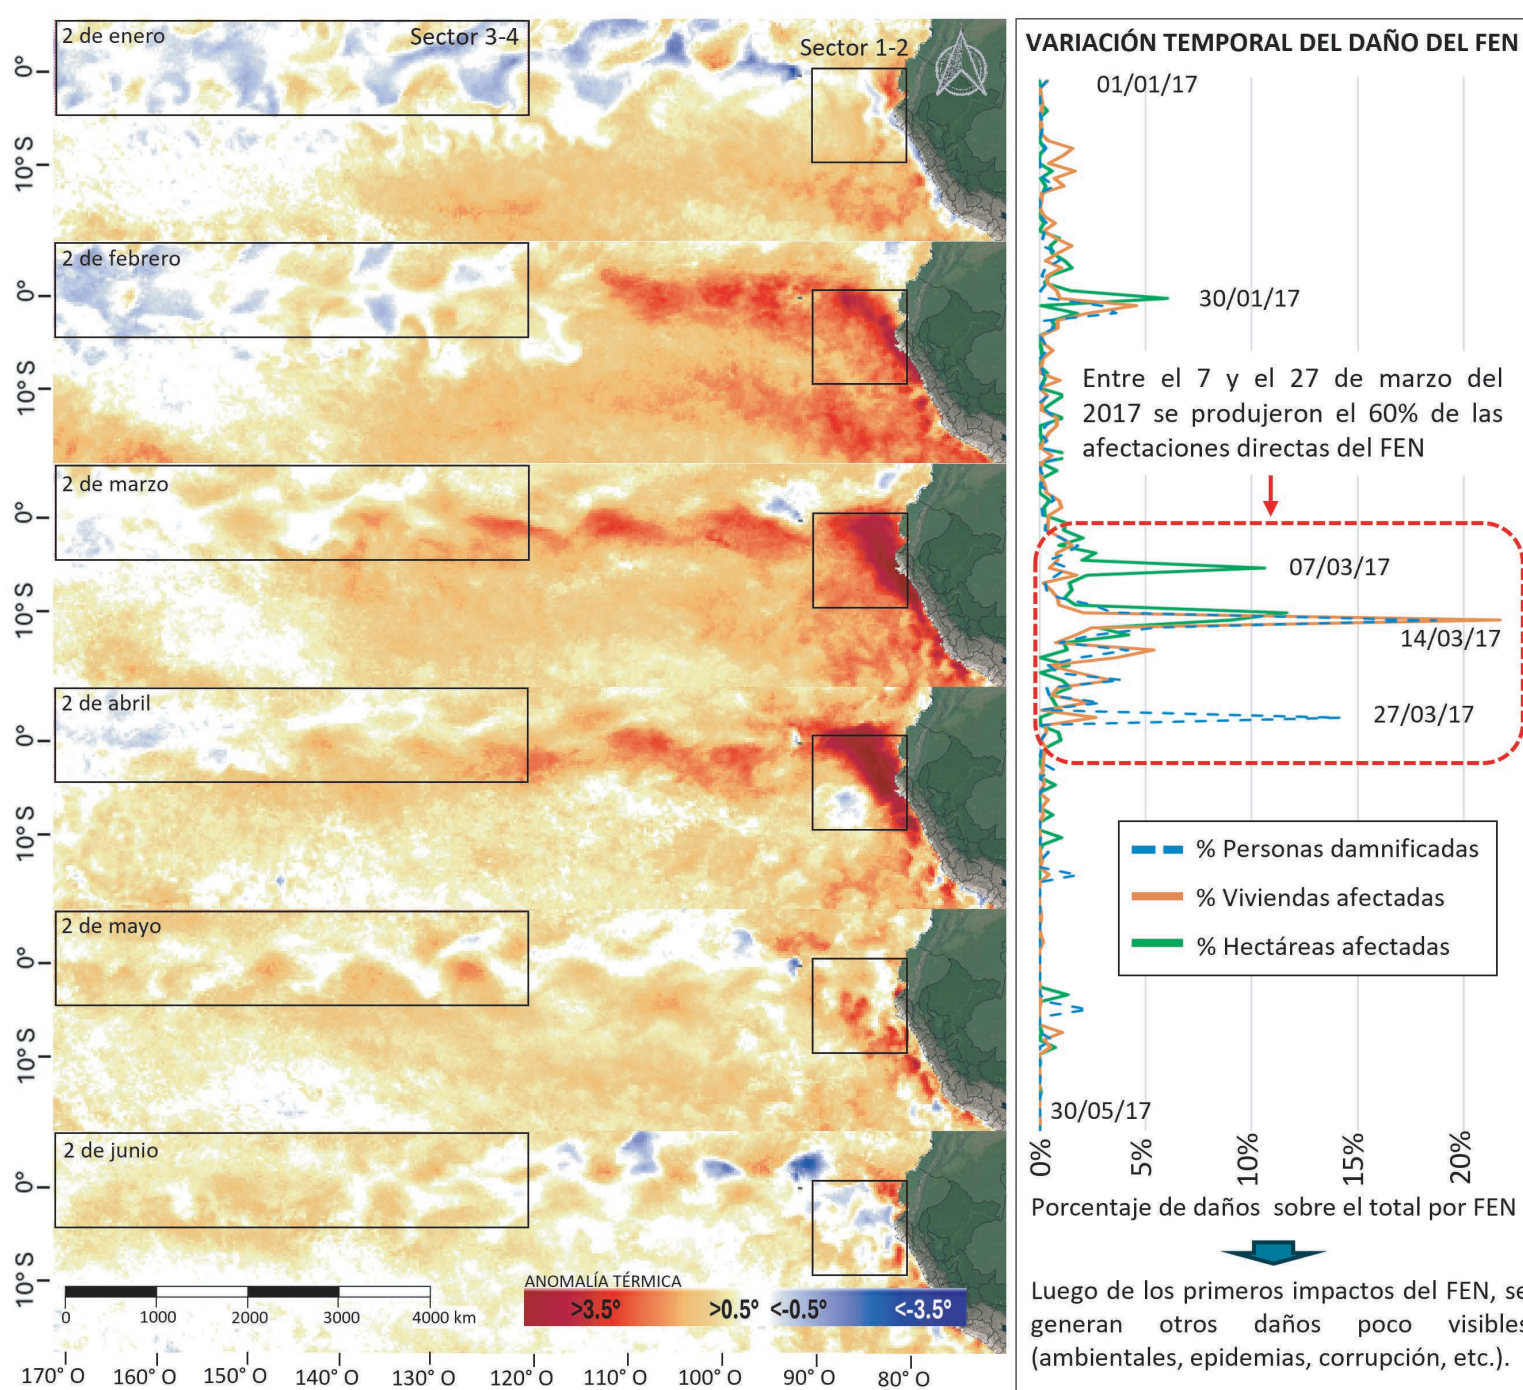 2 de enero
Sector 3-4
Sector 1-2
0°
10°S
2 de febrero
0°
10°S
2 de marzo
0°
10°S
2 de abril
0°
10°S
2 de mayo
0°
10°S
2 de junio
0°
10°S
0 1000 2000 3000 4000 km
ANOMALÍA TÉRMICA
>3.5° >0.5° <-0.5° <-3.5°
170° O 160° O 150° O 140° O 130° O 120° O 110° O 100° O 90° O 80° O
VARIACIÓN TEMPORAL DEL DAÑO DEL FEN
01/01/17
30/01/17
Entre el 7 y el 27 de marzo del
2017 se produjeron el 60% de las
afectaciones directas del FEN
07/03/17
14/03/17
27/03/17
% Personas damnificadas
% Viviendas afectadas
% Hectáreas afectadas
30/05/17
0% 5% 10% 15% 20%
Porcentaje de daños sobre el total por FEN
Luego de los primeros impactos del FEN, se
generan otros daños poco visibles
(ambientales, epidemias, corrupción, etc.).